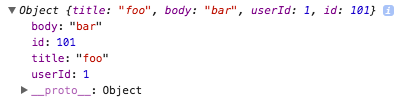 ▼Object {title: "foo", body: "bar", userId: 1, id: 101} i
body: "bar"
id: 101
title: "foo"
userId: 1
▶__proto__: Object